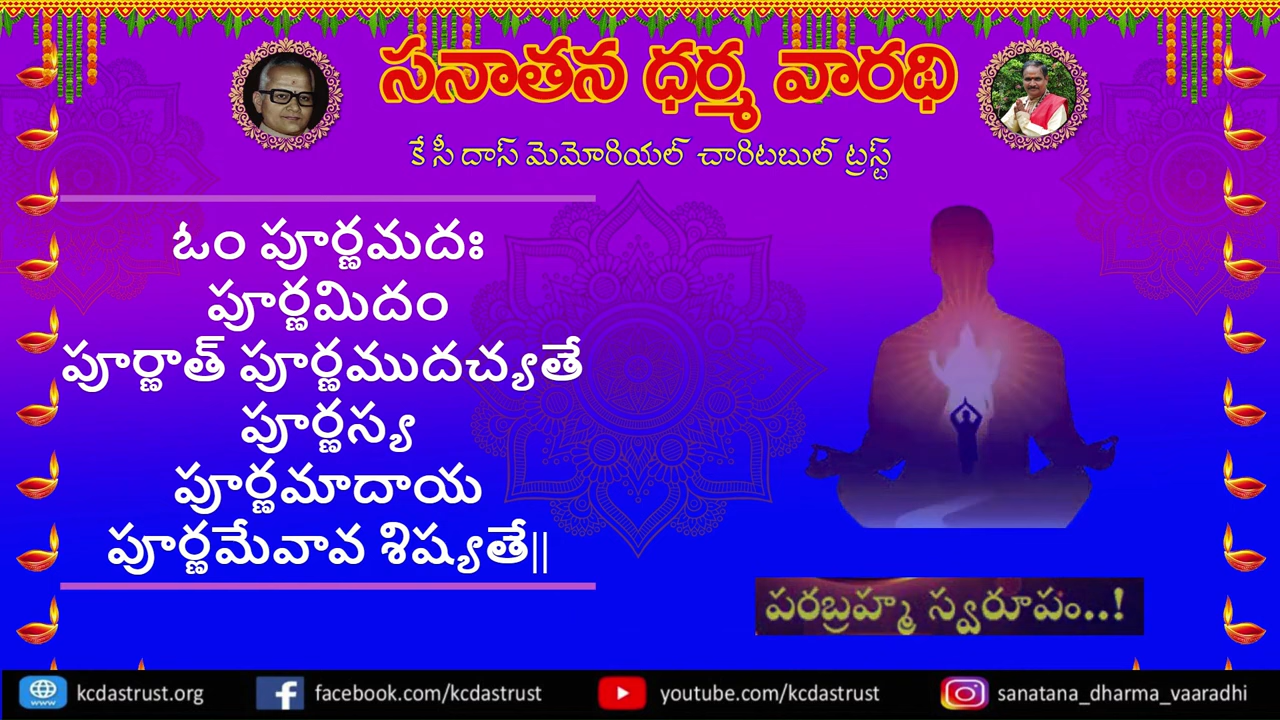 సనాతన ధర్మ వారధి
కే సీ దాస్ మెమోరియల్ చారిటబుల్ ట్రస్ట్
ఓం పూర్ణమదః
పూర్ణమిదం
పూర్ణాత్ పూర్ణముదచ్యతే
పూర్ణస్య
పూర్ణమాదాయ
పూర్ణమేవావ శిష్యతే||
పరబ్రహ్మ స్వరూపం..!
WWW
kcdastrust.org
facebook.com/kcdastrust
youtube.com/kcdastrust
sanatana_dharma_vaaradhi